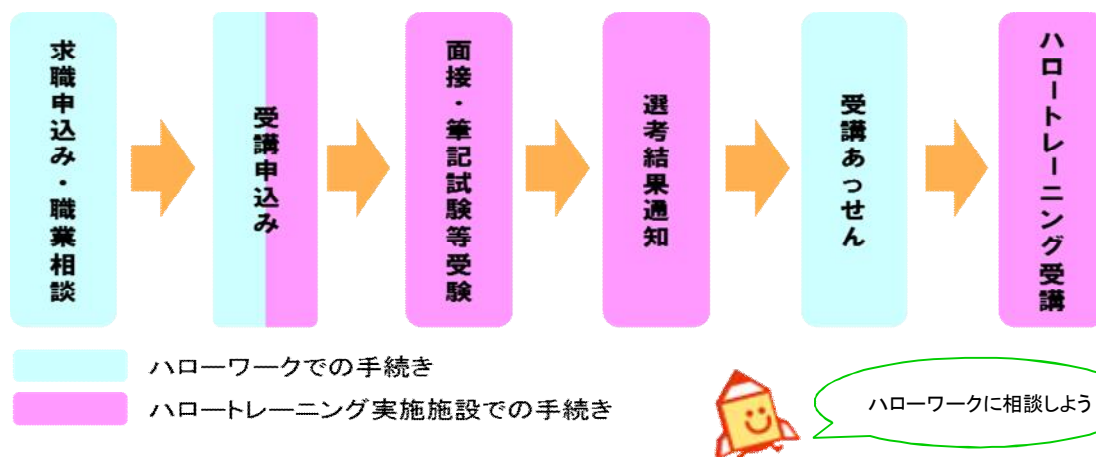 求職申込み・職業相談
受講申込み
面接・筆記試験等受験
選考結果通知
受講あっせん
ハロートレーニング受講
ハローワークでの手続き
ハロートレーニング実施施設での手続き
ハローワークに相談しよう